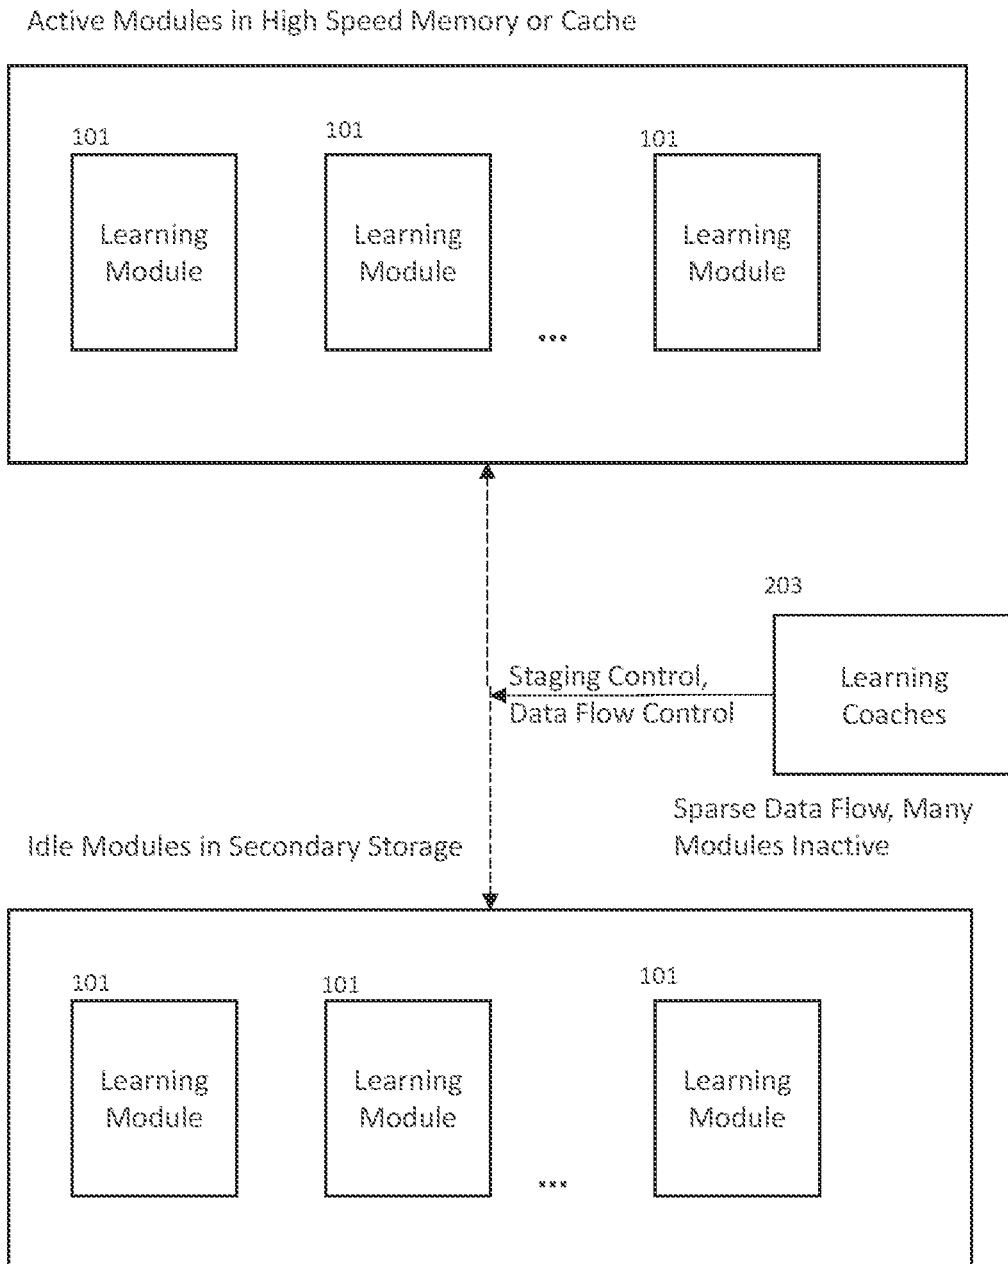 Active Modules in High Speed Memory or Cache
101
101
101
Learning
Module
Learning
Module
Learning
Module
...
203
Staging Control,
Data Flow Control
Learning
Coaches
Sparse Data Flow, Many
Modules Inactive
Idle Modules in Secondary Storage
101
101
101
Learning
Module
Learning
Module
Learning
Module
...